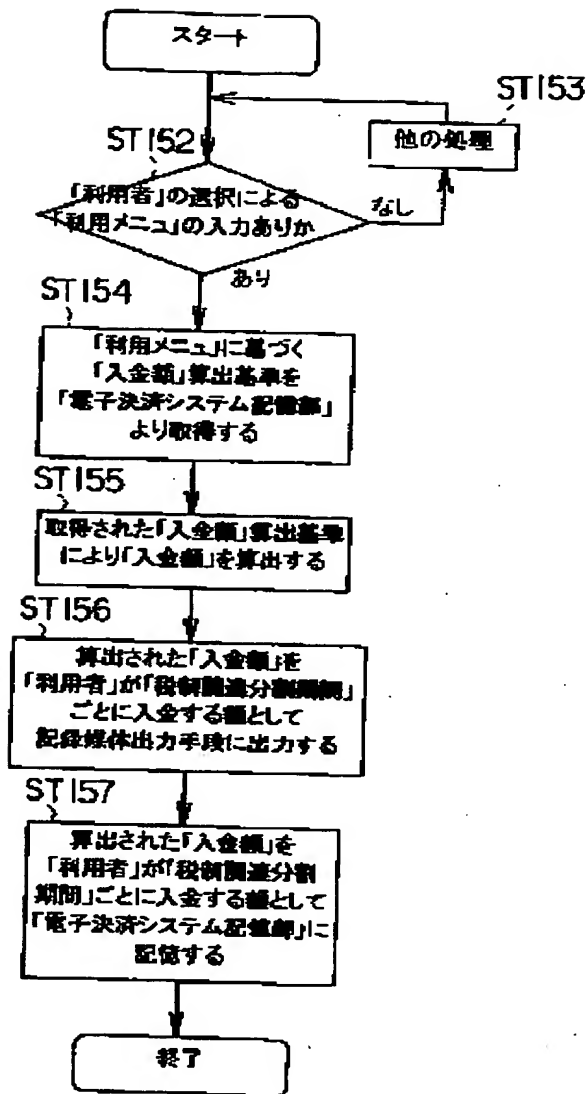 スタート
ST153
他の処理
ST152
「利用者」の選択による
「利用メニュー」の入力ありか
なし
あり
ST154
「利用メニュー」に基づく
「入金額」算出基準を
「電子決済システム記憶部」
より取得する
ST155
取得された「入金額」算出基準
により「入金額」を算出する
ST156
算出された「入金額」を
「利用者」が「税制関連分割期間」
ごとに入金する額として
記録媒体出力手段に出力する
ST157
算出された「入金額」を
「利用者」が「税制関連分割
期間」ごとに入金する額として
「電子決済システム記憶部」に
記憶する
終了